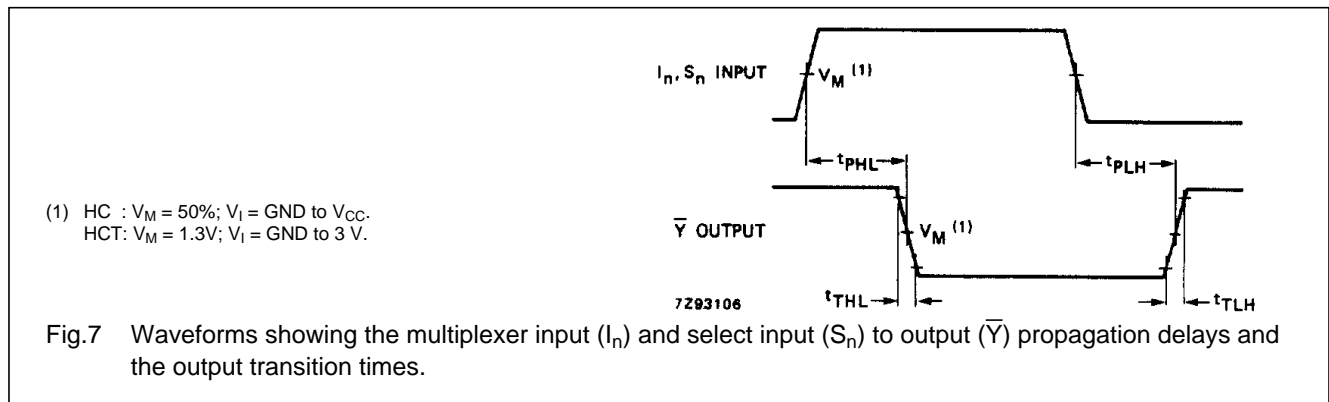 Iₙ, Sₙ INPUT
V_M (1)
t_PHL
t_PLH
(1) HC : V_M = 50%; V_I = GND to V_CC.
HCT: V_M = 1.3V; V_I = GND to 3 V.
Y̅ OUTPUT
V_M (1)
7Z93106
t_THL
t_TLH
Fig.7 Waveforms showing the multiplexer input (Iₙ) and select input (Sₙ) to output (Y̅) propagation delays and
the output transition times.